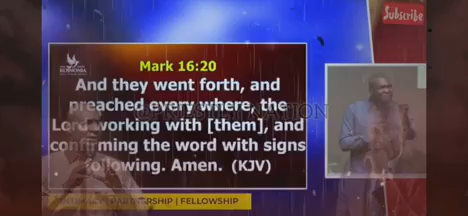 Subscribe
Mark 16:20
And they went forth, and
preached every where, the
Lord working with [them], and
confirming the word with signs
following. Amen. (KJV)
NATION
PARTNERSHIP | FELLOWSHIP